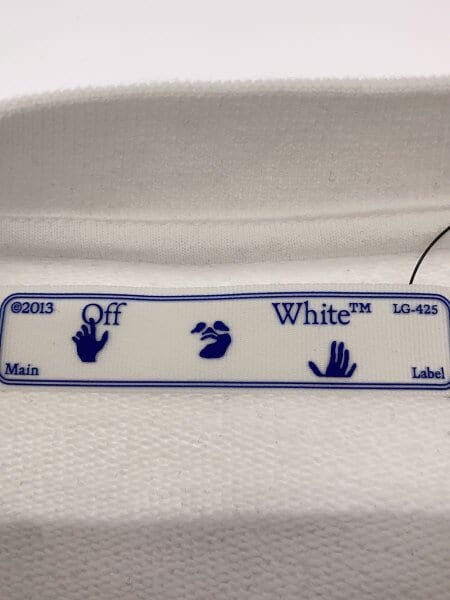 ©2013 Off White™ LG-425
Main Label